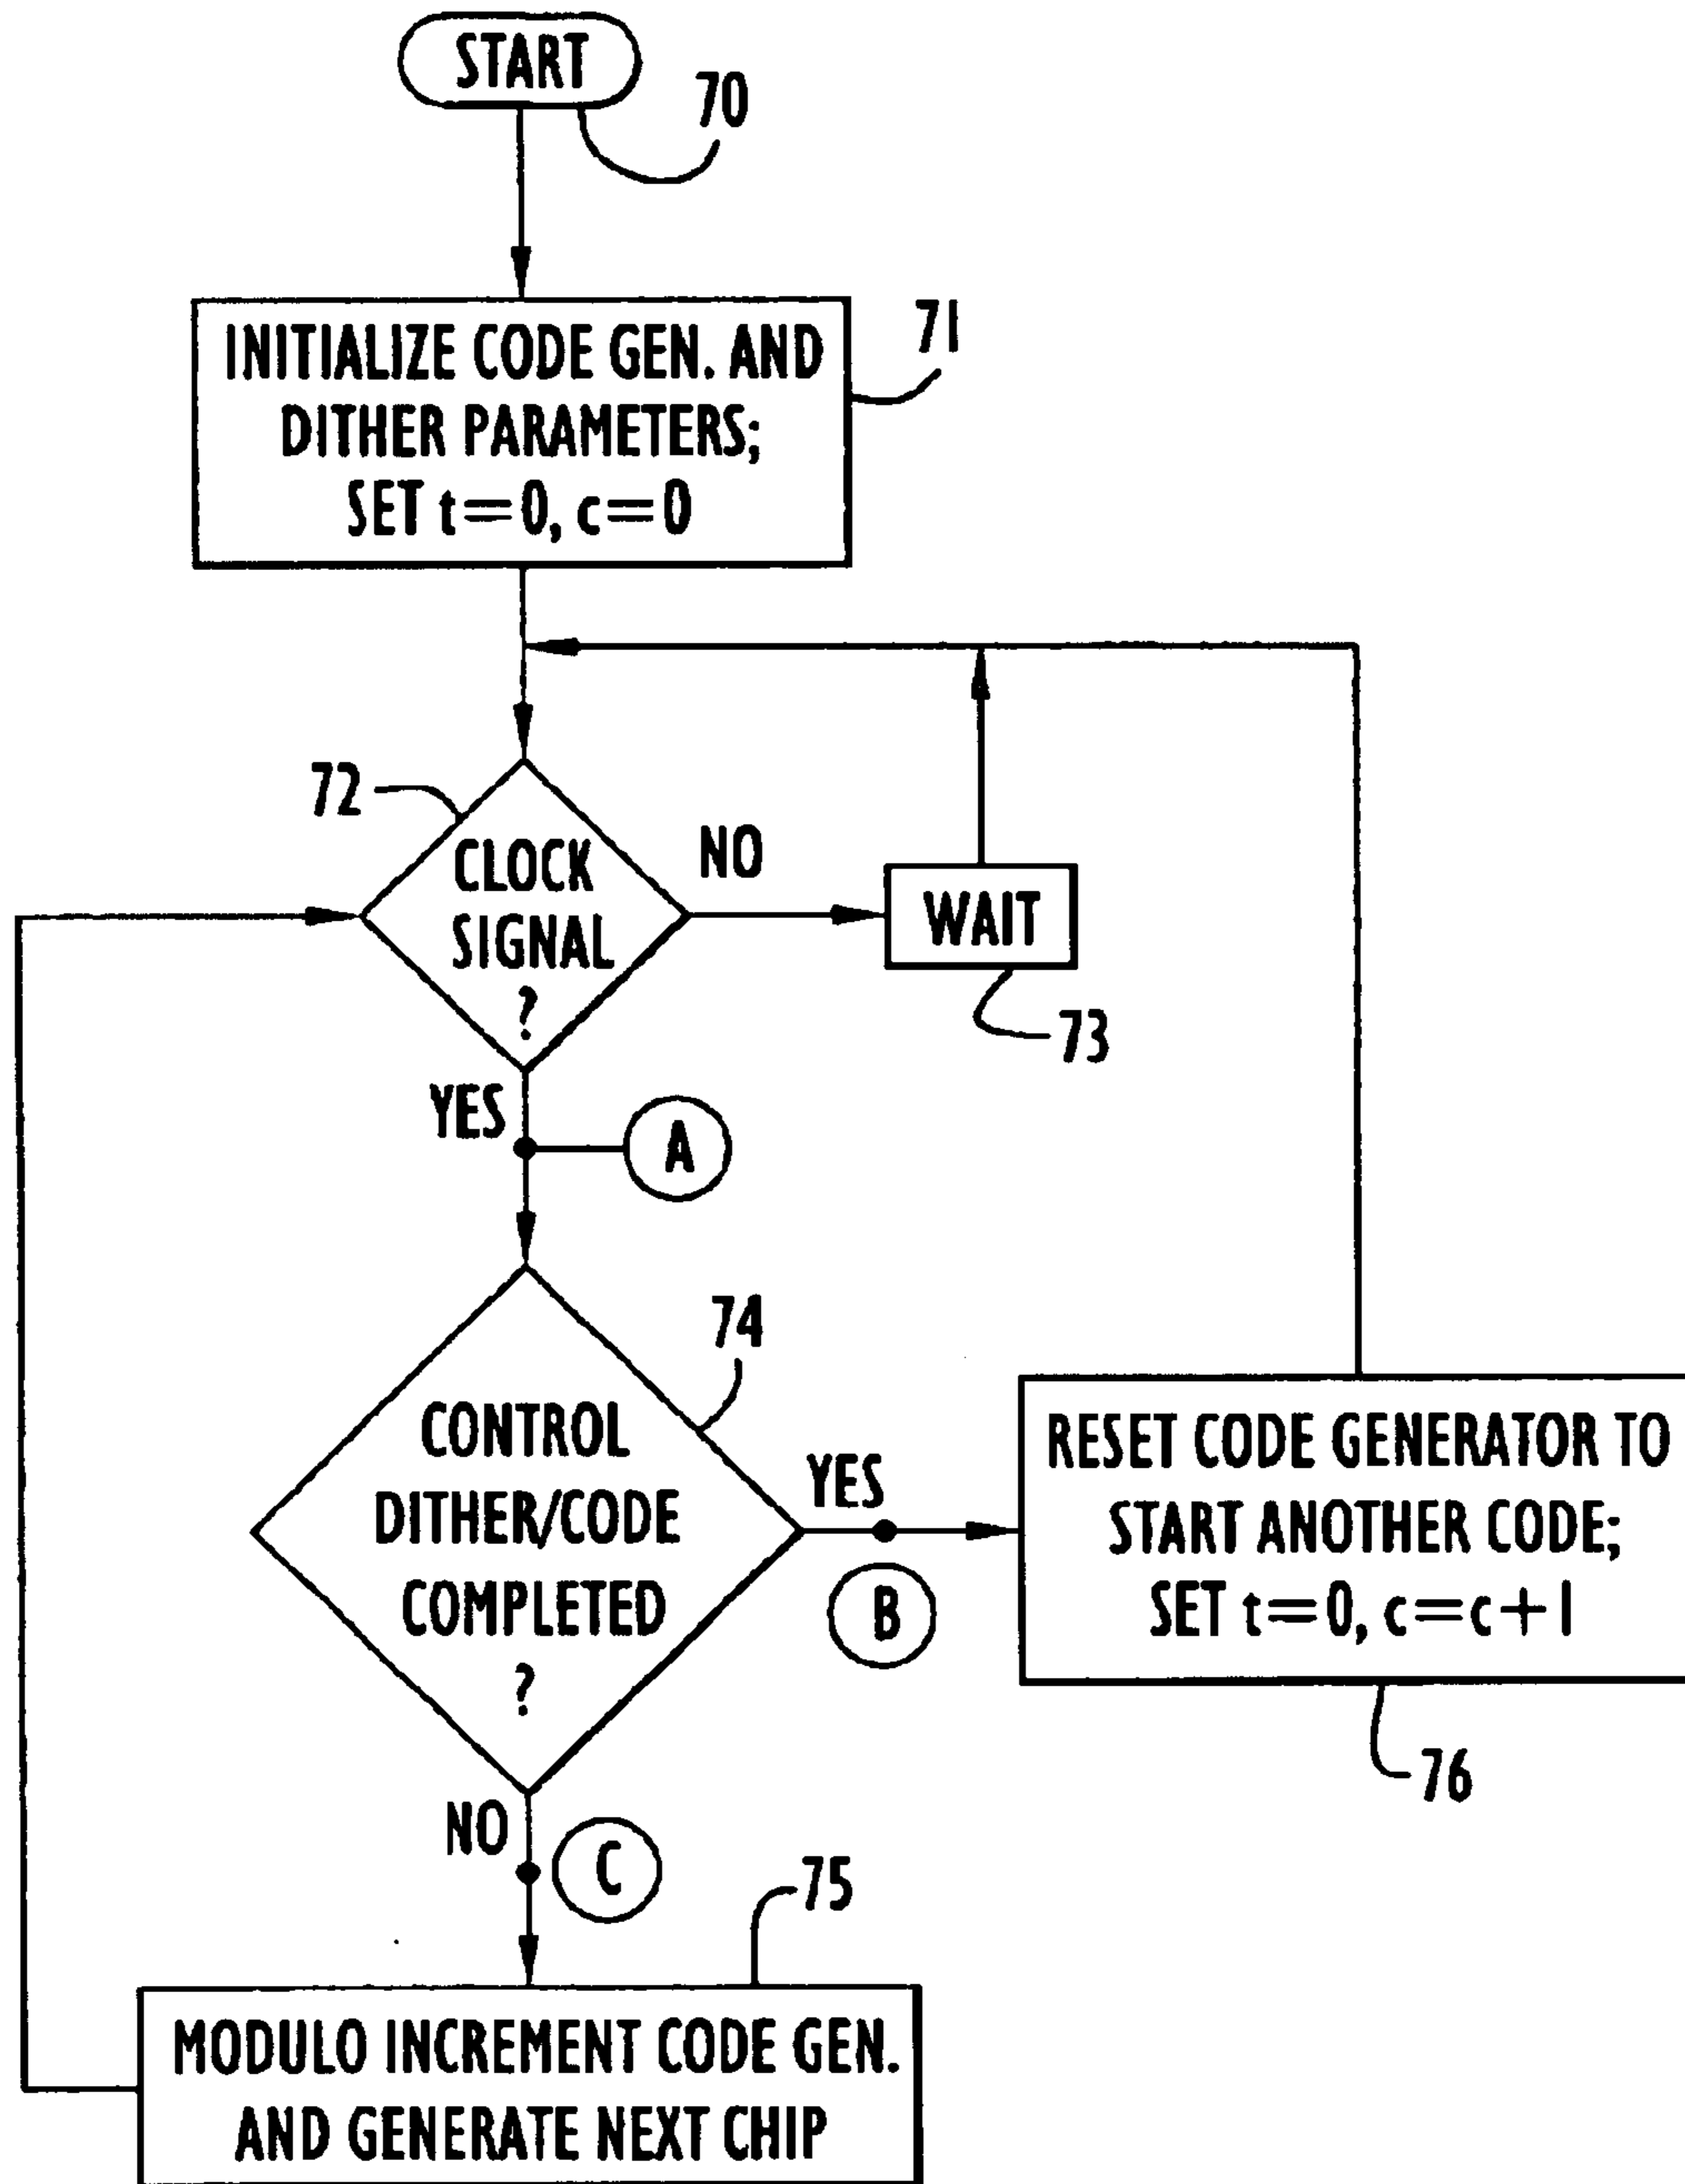 START
70
INITIALIZE CODE GEN. AND
DITHER PARAMETERS;
SET t=0, c=0
71
72
CLOCK
SIGNAL
?
NO
WAIT
73
YES
A
74
CONTROL
DITHER/CODE
COMPLETED
?
YES
B
RESET CODE GENERATOR TO
START ANOTHER CODE;
SET t=0, c=c+1
76
NO
C
75
MODULO INCREMENT CODE GEN.
AND GENERATE NEXT CHIP